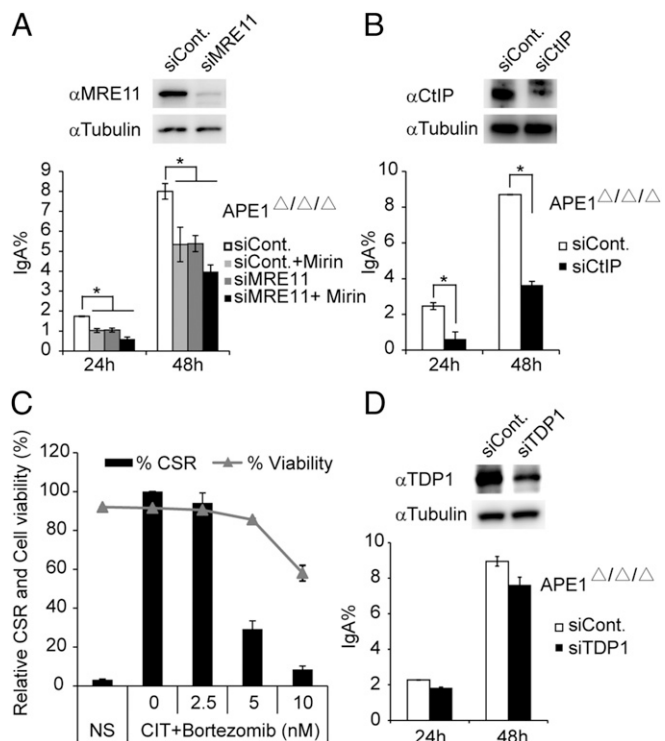 A
siCont.
siMRE11
αMRE11
αTubulin
IgA%
9
8
7
6
5
4
3
2
1
0
*
*
APE1 △/△/△
siCont.
siCont.+Mirin
siMRE11
siMRE11+ Mirin
24h
48h
B
siCont.
siCtIP
αCtIP
αTubulin
IgA%
10
8
6
4
2
0
*
*
APE1 △/△/△
siCont.
siCtIP
24h
48h
C
Relative CSR and Cell viability (%)
120
100
80
60
40
20
0
% CSR
% Viability
0
2.5
5
10
NS
CIT+Bortezomib (nM)
D
siCont.
siTDP1
αTDP1
αTubulin
IgA%
10
8
6
4
2
0
APE1 △/△/△
siCont.
siTDP1
24h
48h